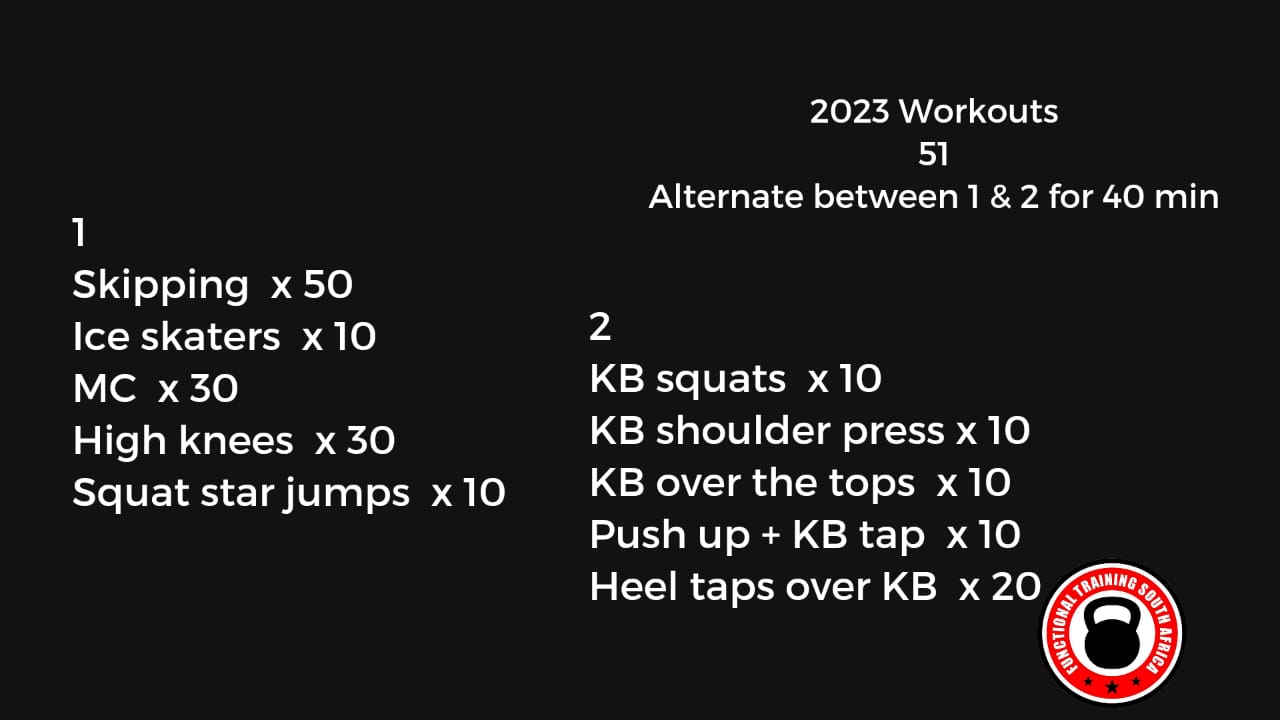 2023 Workouts
51
Alternate between 1 & 2 for 40 min
1
Skipping x 50
Ice skaters x 10
MC x 30
High knees x 30
Squat star jumps x 10
2
KB squats x 10
KB shoulder press x 10
KB over the tops x 10
Push up + KB tap x 10
Heel taps over KB x 20
FUNCTIONAL TRAINING SOUTH AFRICA